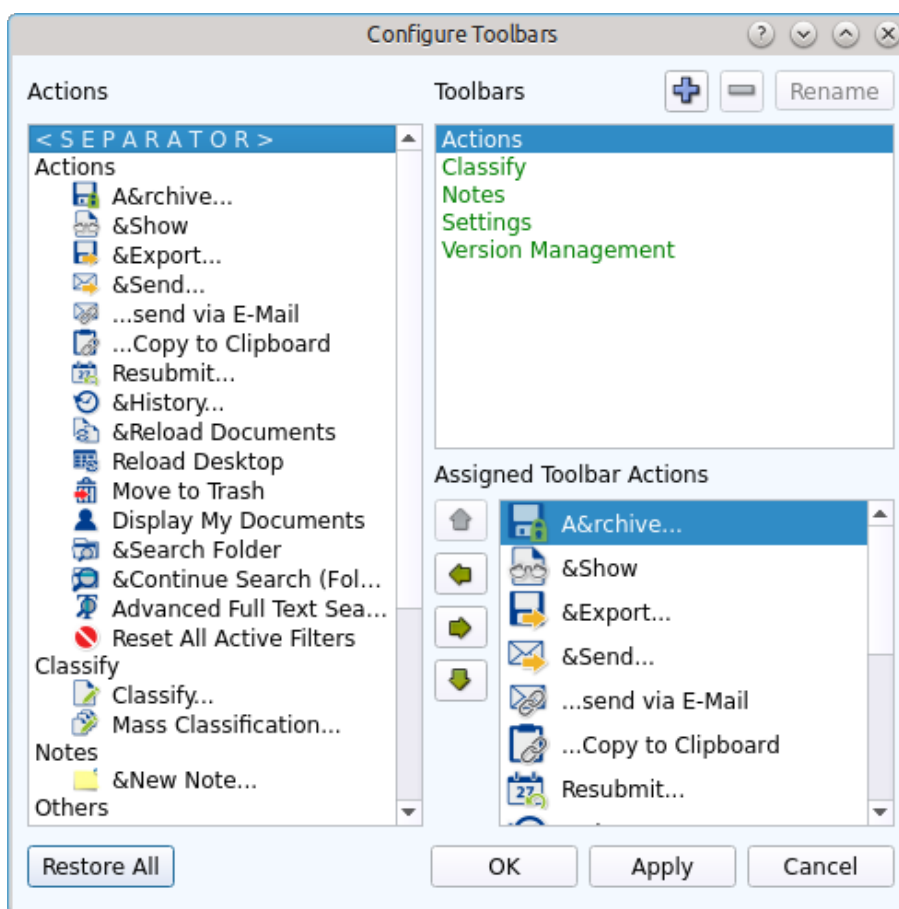 Configure Toolbars
Actions
< S E P A R A T O R >
Actions
A&rchive...
&Show
&Export...
&Send...
...send via E-Mail
...Copy to Clipboard
Resubmit...
&History...
&Reload Documents
Reload Desktop
Move to Trash
Display My Documents
&Search Folder
&Continue Search (Fol...
Advanced Full Text Sea...
Reset All Active Filters
Classify
Classify...
Mass Classification...
Notes
&New Note...
Others
Toolbars
Rename
Actions
Classify
Notes
Settings
Version Management
Assigned Toolbar Actions
A&rchive...
&Show
&Export...
&Send...
...send via E-Mail
...Copy to Clipboard
27
Resubmit...
Restore All
OK
Apply
Cancel